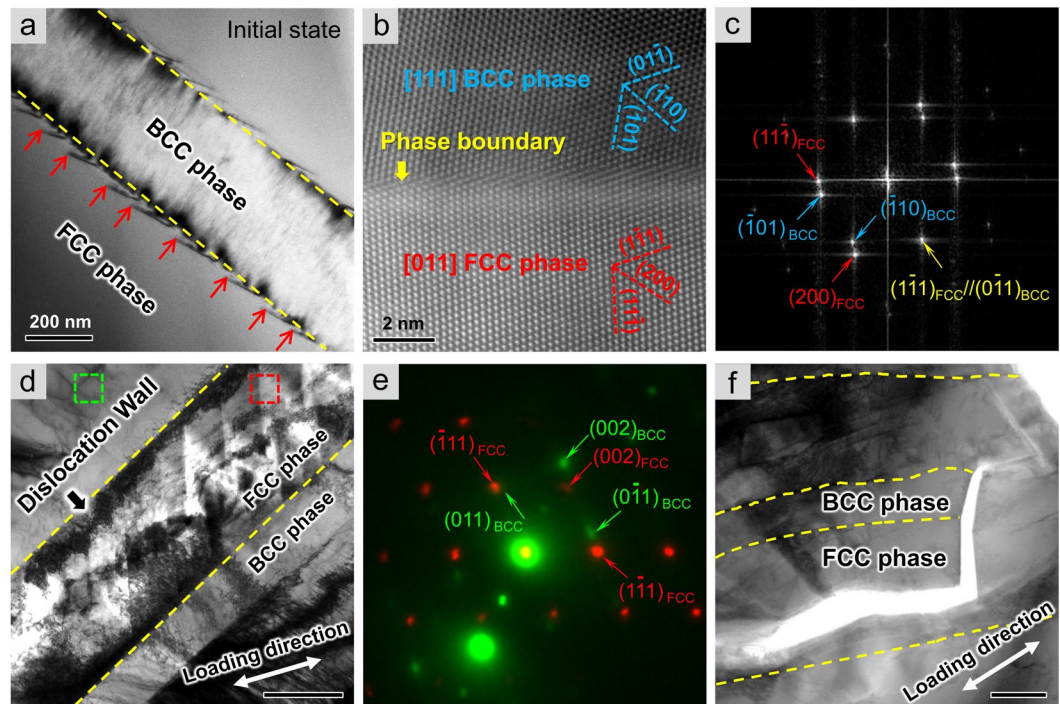 a
Initial state
BCC phase
FCC phase
200 nm
b
[111] BCC phase
(011̄)
(1̄10)
(1̄01)
Phase boundary
[011] FCC phase
(11̄1)
(200)
(111̄)
2 nm
c
(111̄)FCC
(1̄01)BCC
(1̄10)BCC
(200)FCC
(11̄1)FCC//(01̄1)BCC
d
Dislocation Wall
FCC phase
BCC phase
Loading direction
e
(1̄11)FCC
(002)BCC
(002)FCC
(011)BCC
(01̄1)BCC
(11̄1)FCC
f
BCC phase
FCC phase
Loading direction